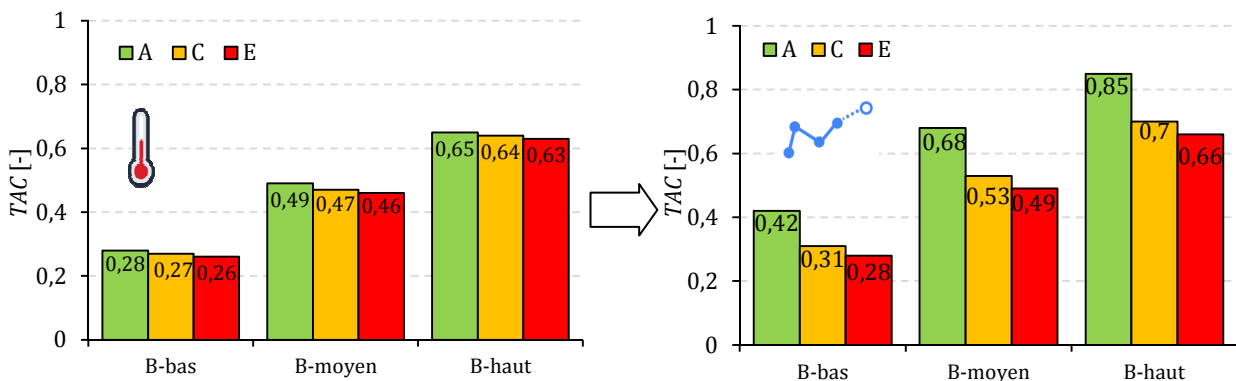 1
0,8
0,6
0,4
0,2
0
TAC [-]
A C E
0,28 0,27 0,26
0,49 0,47 0,46
0,65 0,64 0,63
B-bas B-moyen B-haut
1
0,8
0,6
0,4
0,2
0
TAC [-]
A C E
0,42 0,31 0,28
0,68 0,53 0,49
0,85 0,7 0,66
B-bas B-moyen B-haut